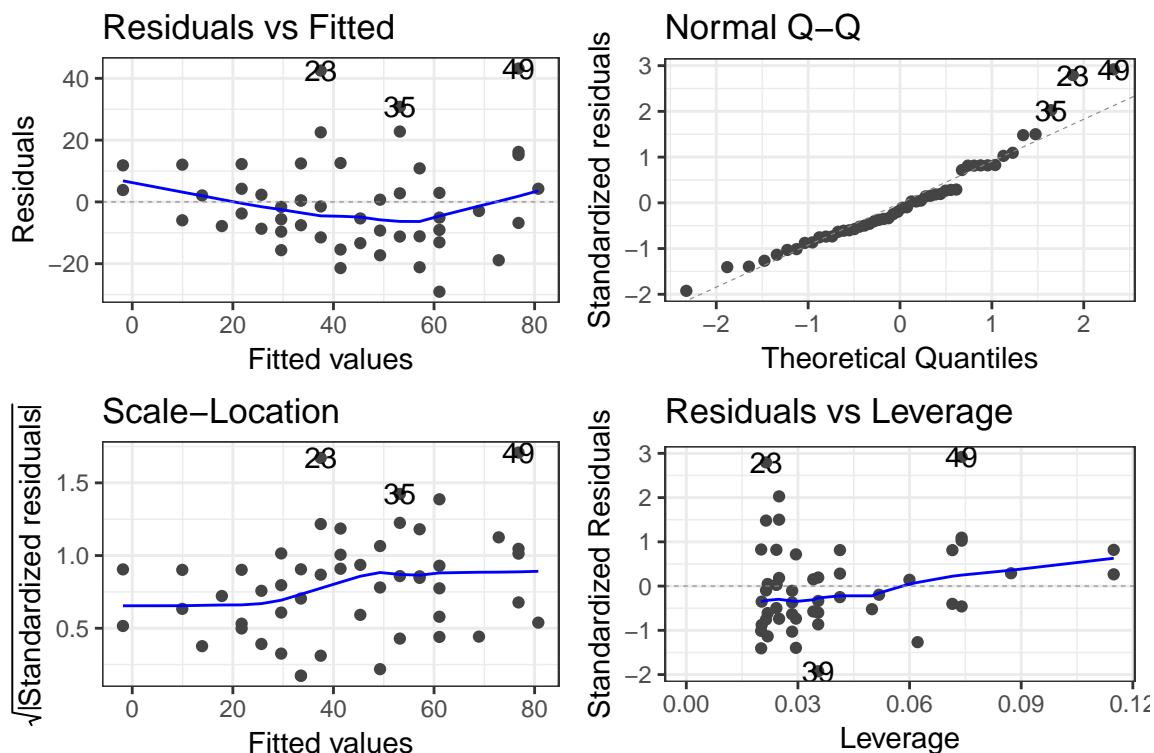 Residuals vs Fitted
Residuals
40
20
0
−20
23
35
49
0 20 40 60 80
Fitted values
Normal Q−Q
Standardized residuals
3
2
1
0
−1
−2
23
49
35
−2 −1 0 1 2
Theoretical Quantiles
Scale−Location
√|Standardized residuals|
1.5
1.0
0.5
23
49
35
0 20 40 60 80
Fitted values
Residuals vs Leverage
Standardized Residuals
3
2
1
0
−1
−2
23
49
39
0.00 0.03 0.06 0.09 0.12
Leverage